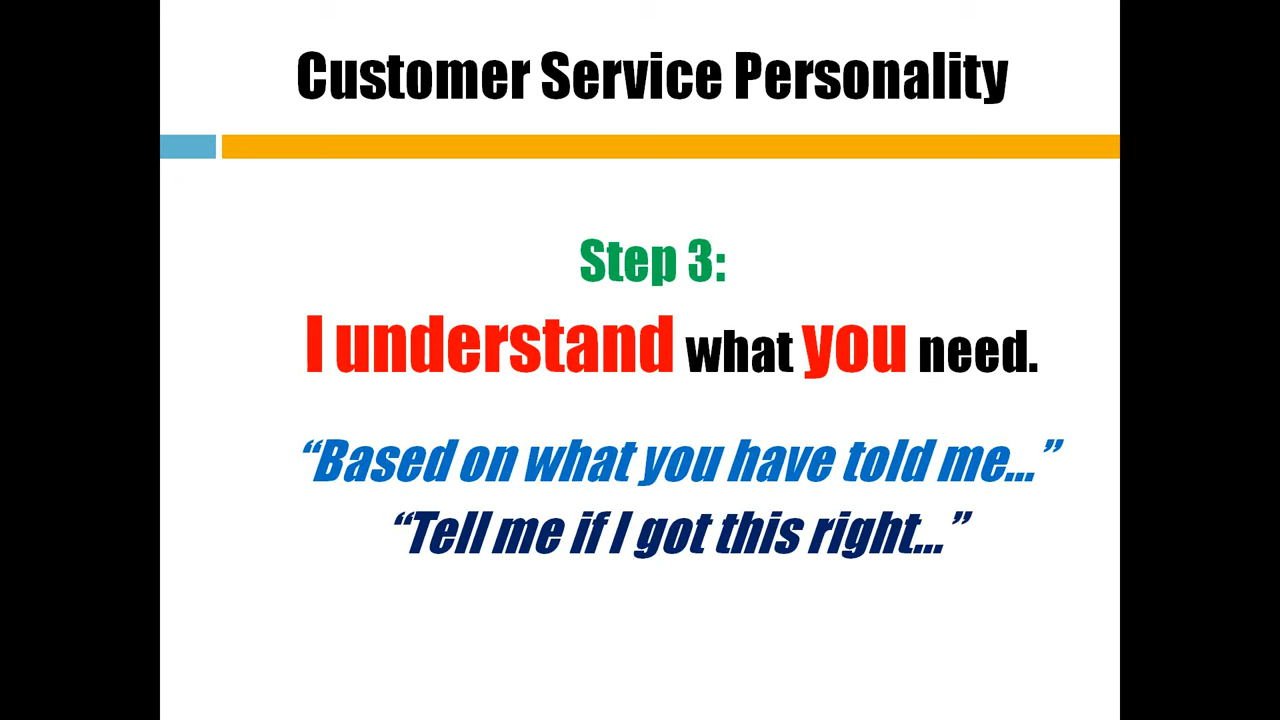 Customer Service Personality
Step 3:
I understand what you need.
“Based on what you have told me...”
“Tell me if I got this right...”